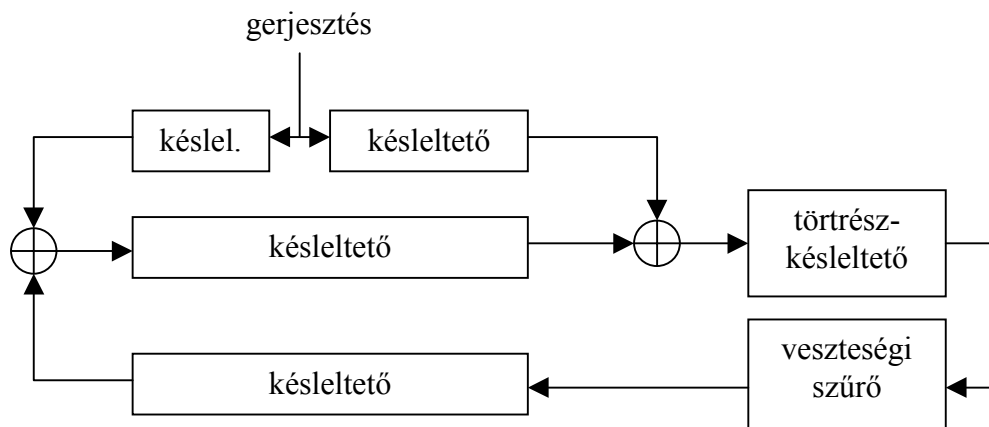 gerjesztés
késlel.
késleltető
késleltető
törtrész-
késleltető
késleltető
veszteségi
szűrő